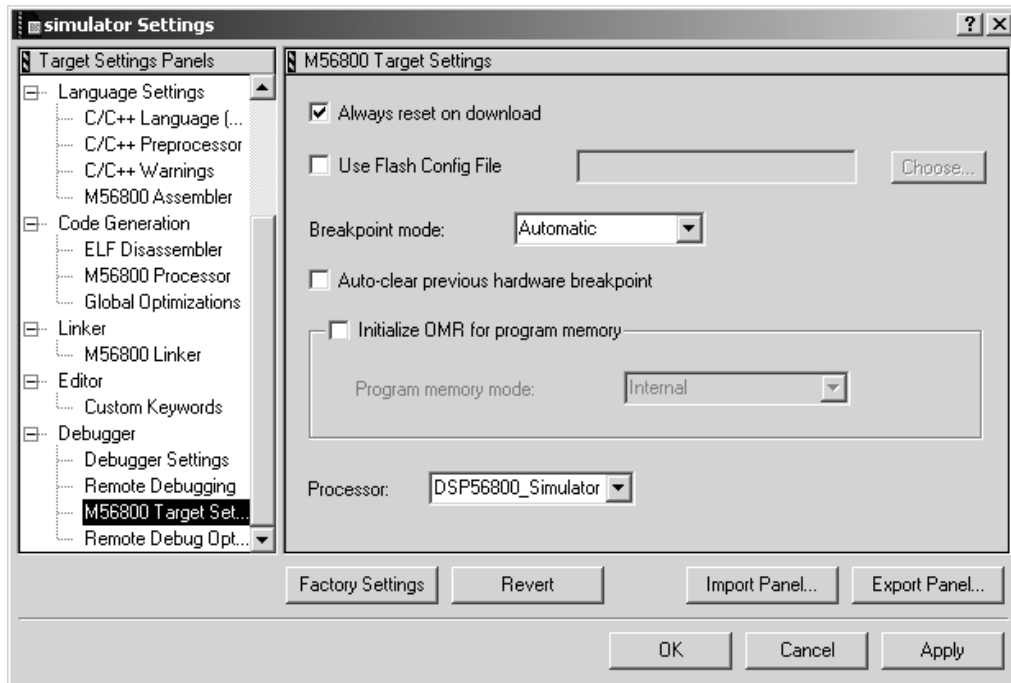 simulator Settings
Target Settings Panels
Language Settings
C/C++ Language (...
C/C++ Preprocessor
C/C++ Warnings
M56800 Assembler
Code Generation
ELF Disassembler
M56800 Processor
Global Optimizations
Linker
M56800 Linker
Editor
Custom Keywords
Debugger
Debugger Settings
Remote Debugging
M56800 Target Set...
Remote Debug Opt...
M56800 Target Settings
Always reset on download
Use Flash Config File
Choose...
Breakpoint mode: Automatic
Auto-clear previous hardware breakpoint
Initialize OMR for program memory
Program memory mode: Internal
Processor: DSP56800_Simulator
Factory Settings Revert Import Panel... Export Panel...
OK Cancel Apply